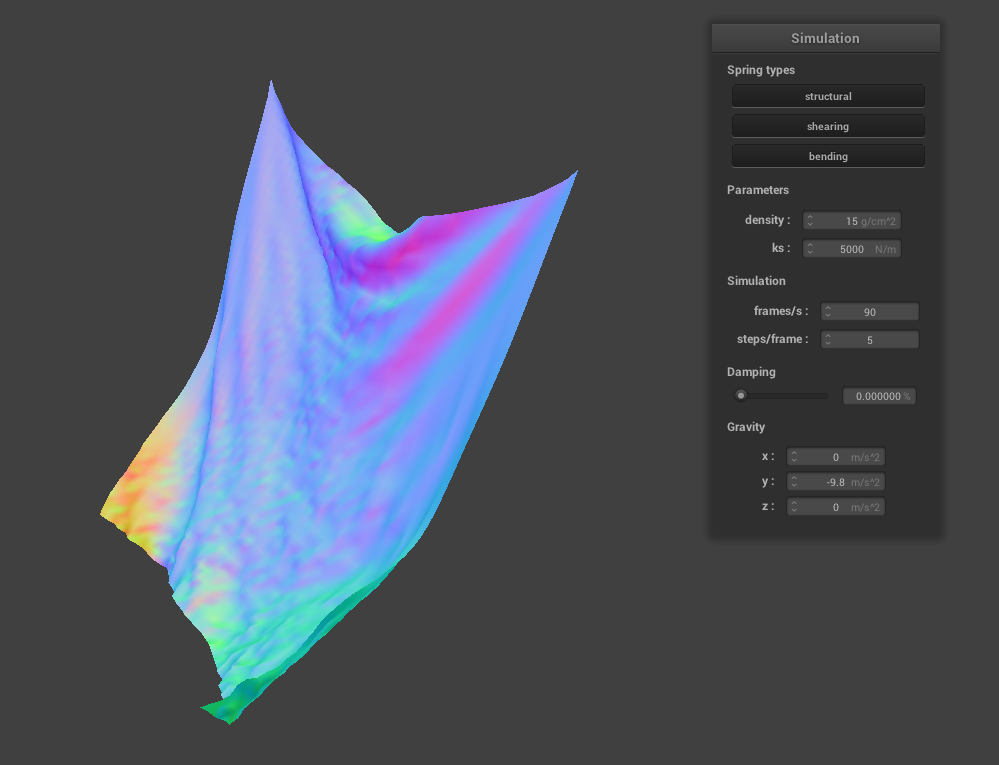 Simulation
Spring types
structural
shearing
bending
Parameters
density : 15 g/cm^2
ks : 5000 N/m
Simulation
frames/s : 90
steps/frame : 5
Damping
0.000000 %
Gravity
x : 0 m/s^2
y : -9.8 m/s^2
z : 0 m/s^2